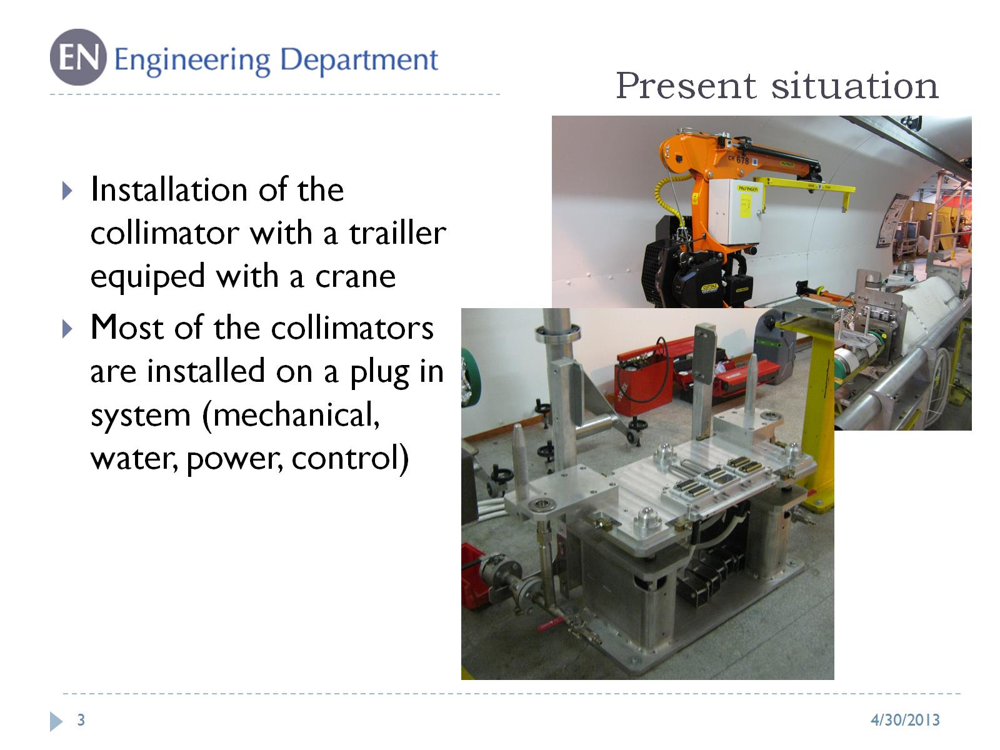 EN Engineering Department
Present situation
Installation of the
collimator with a trailler
equiped with a crane
Most of the collimators
are installed on a plug in
system (mechanical,
water, power, control)
CH 678
PALFINGER
PALFINGER
3
4/30/2013